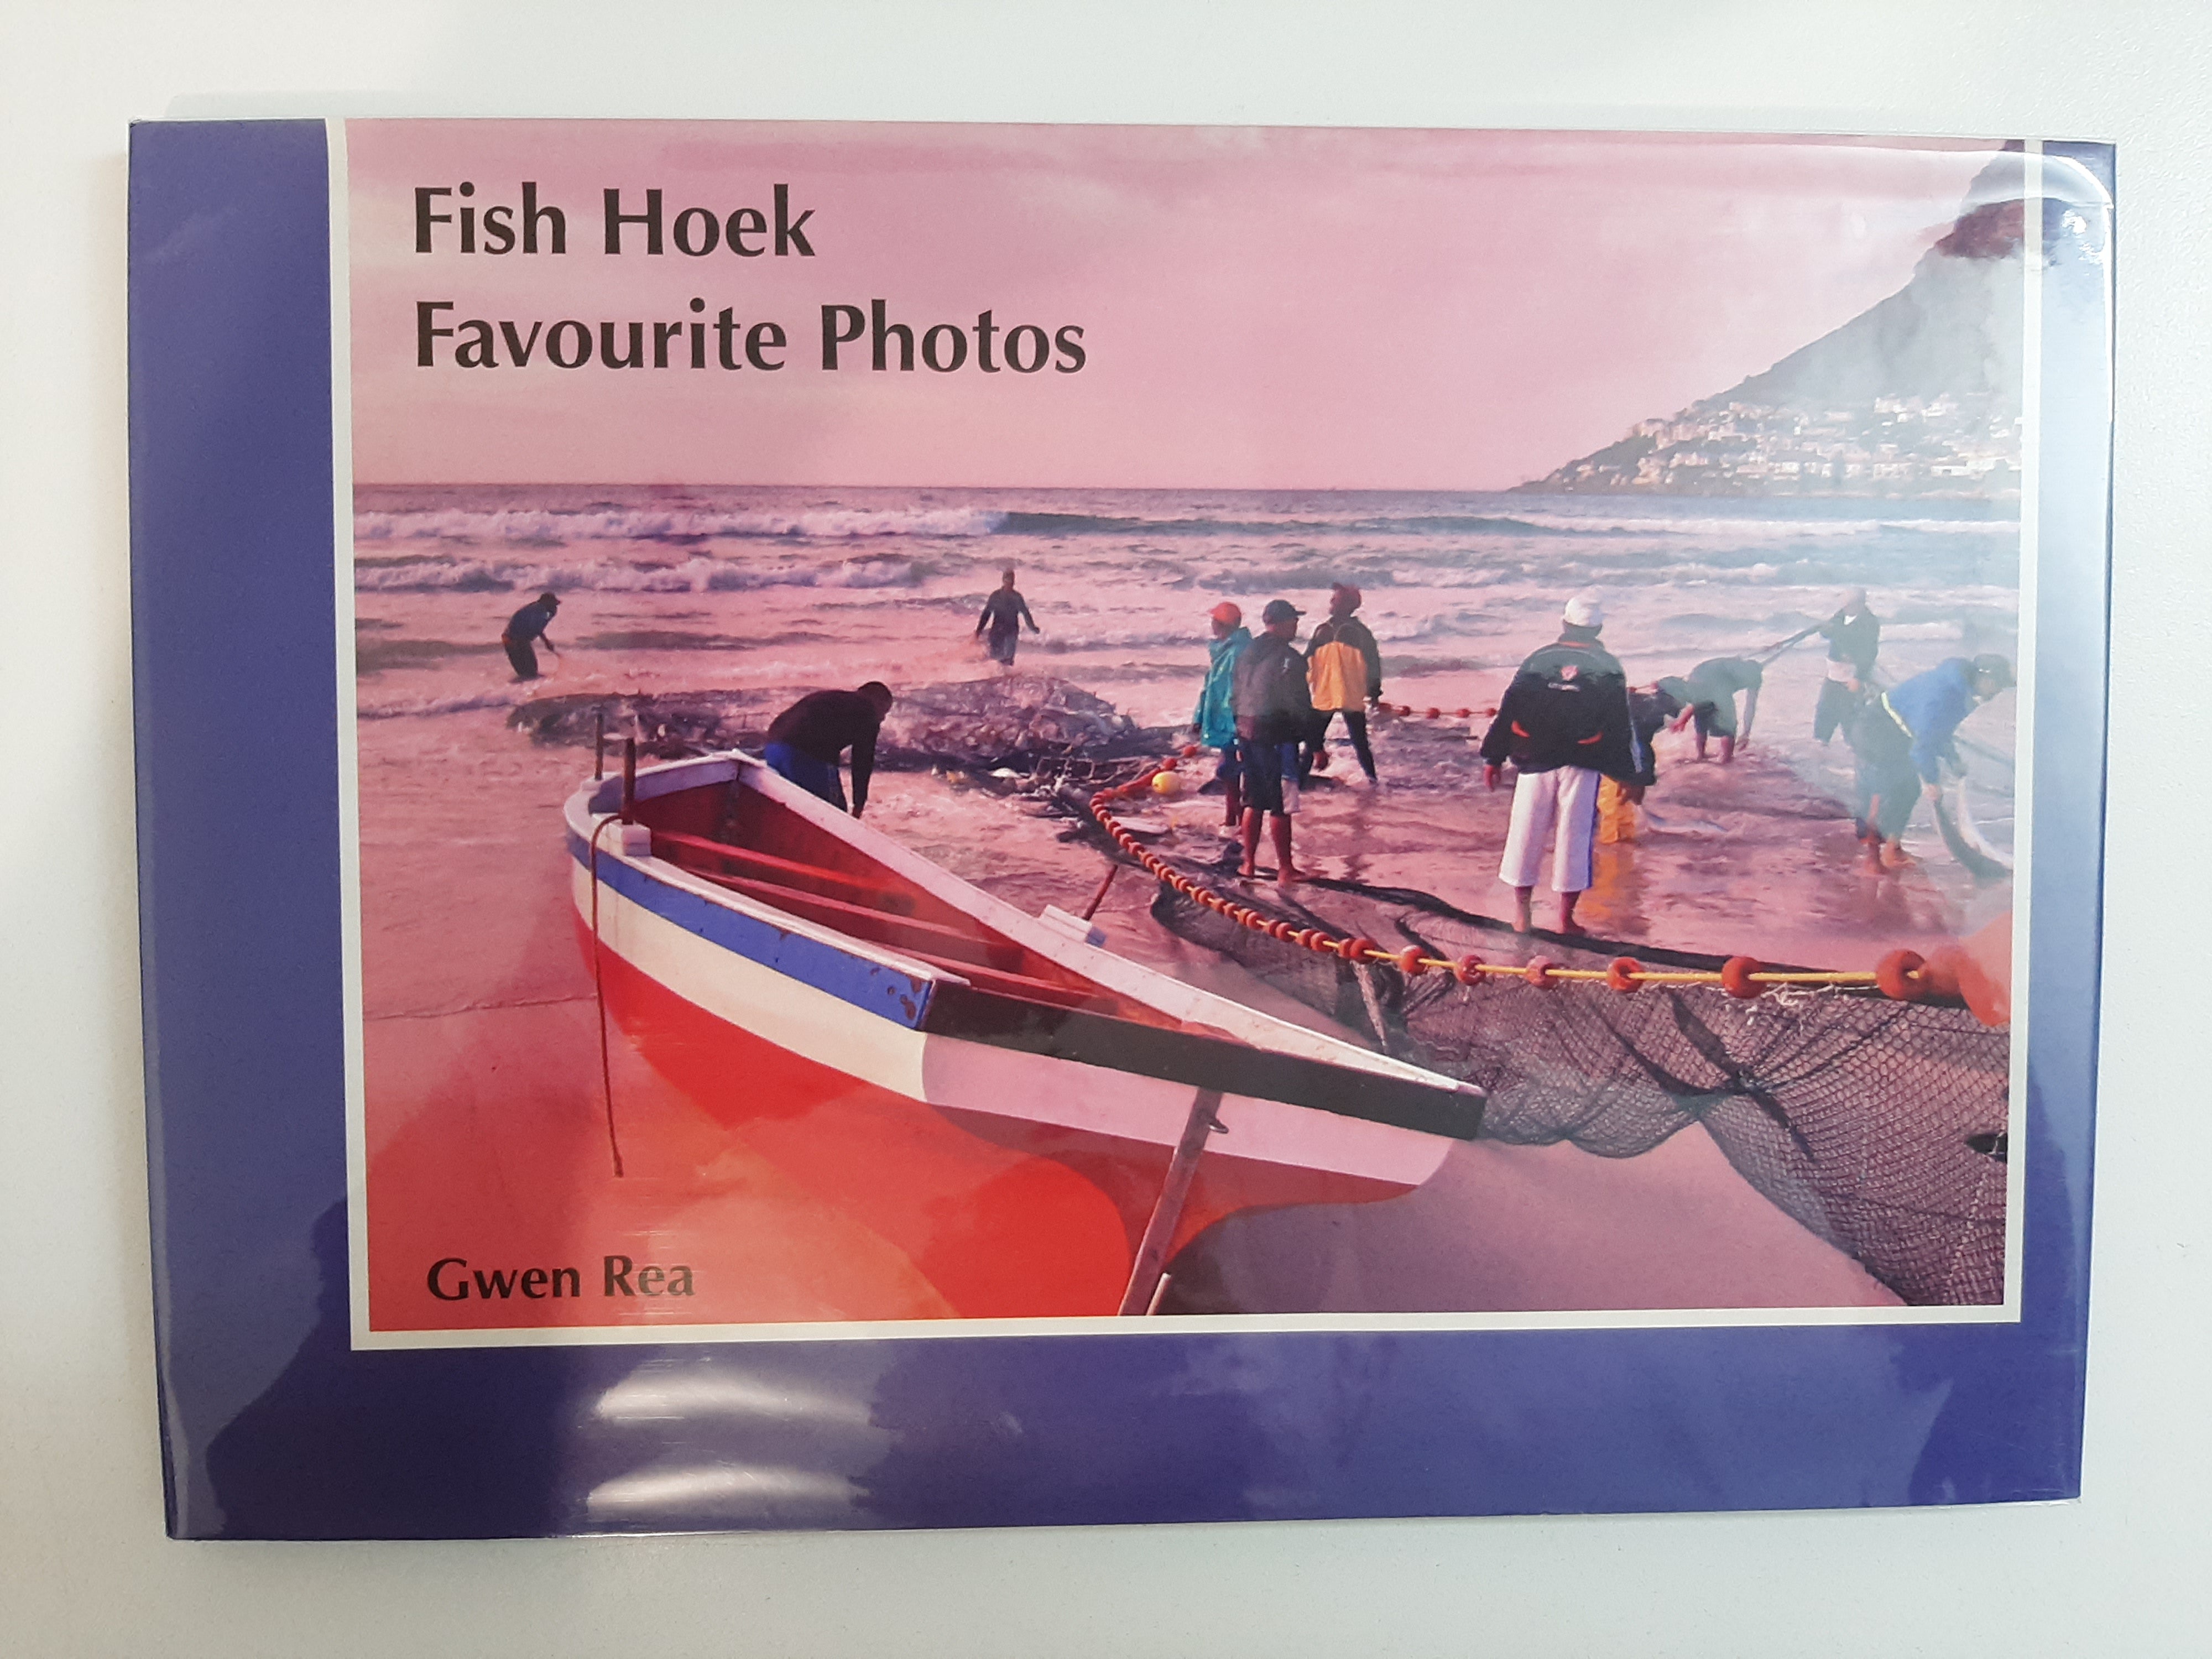 Fish Hoek
Favourite Photos
Gwen Rea